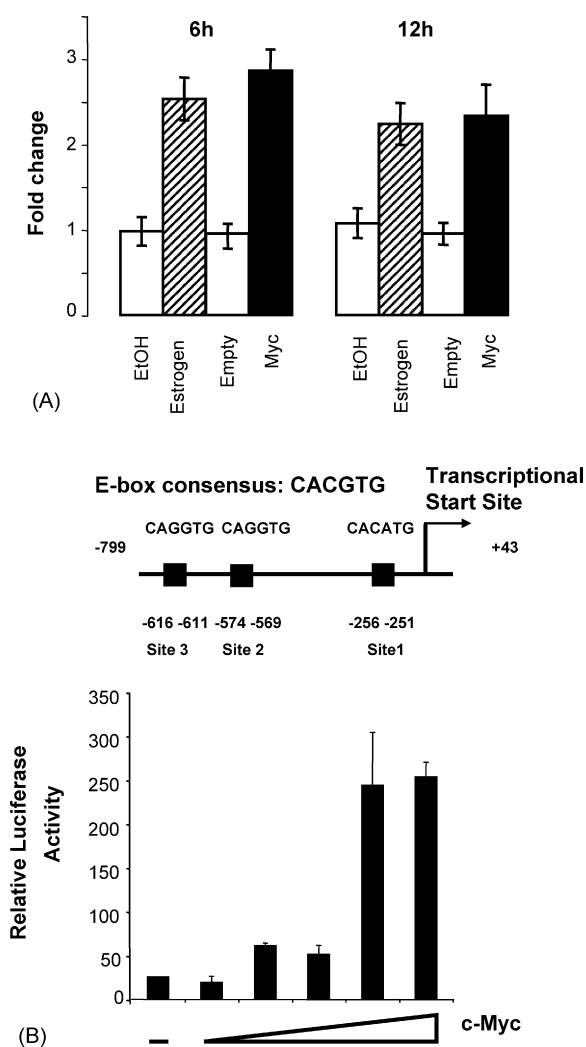 6h 12h
Fold change
3
2
1
0
EtOH Estrogen Empty Myc EtOH Estrogen Empty Myc
(A)
E-box consensus: CACGTG
Transcriptional
Start Site
CAGGTG CAGGTG CACATG
-799 +43
-616 -611 -574 -569 -256 -251
Site 3 Site 2 Site1
Relative Luciferase
Activity
350
300
250
200
150
100
50
0
c-Myc
(B)